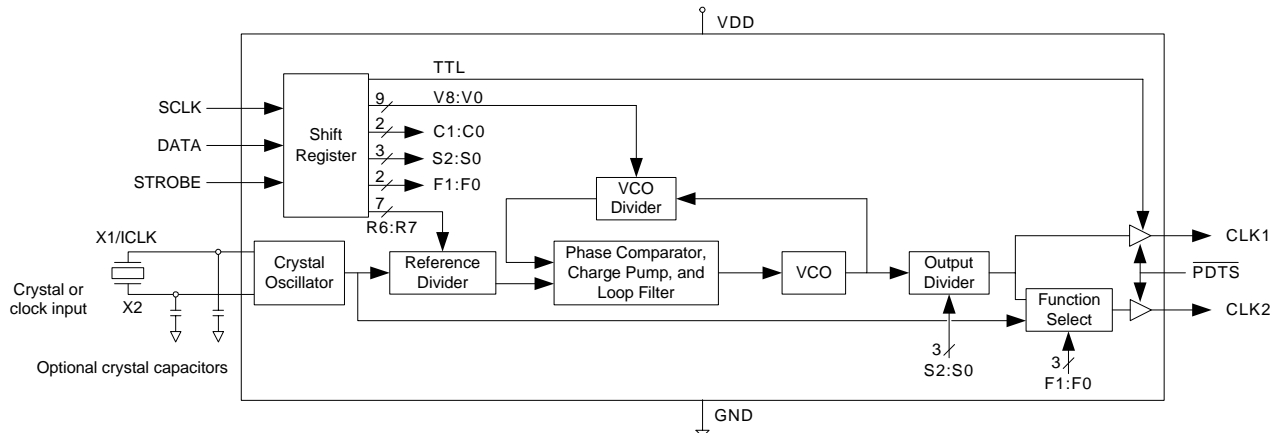 VDD
TTL
SCLK
DATA
STROBE
Shift
Register
9
V8:V0
2
C1:C0
3
S2:S0
2
F1:F0
7
R6:R7
VCO
Divider
X1/ICLK
X2
Crystal or
clock input
Optional crystal capacitors
Crystal
Oscillator
Reference
Divider
Phase Comparator,
Charge Pump, and
Loop Filter
VCO
Output
Divider
Function
Select
CLK1
PDTS
CLK2
3
S2:S0
3
F1:F0
GND